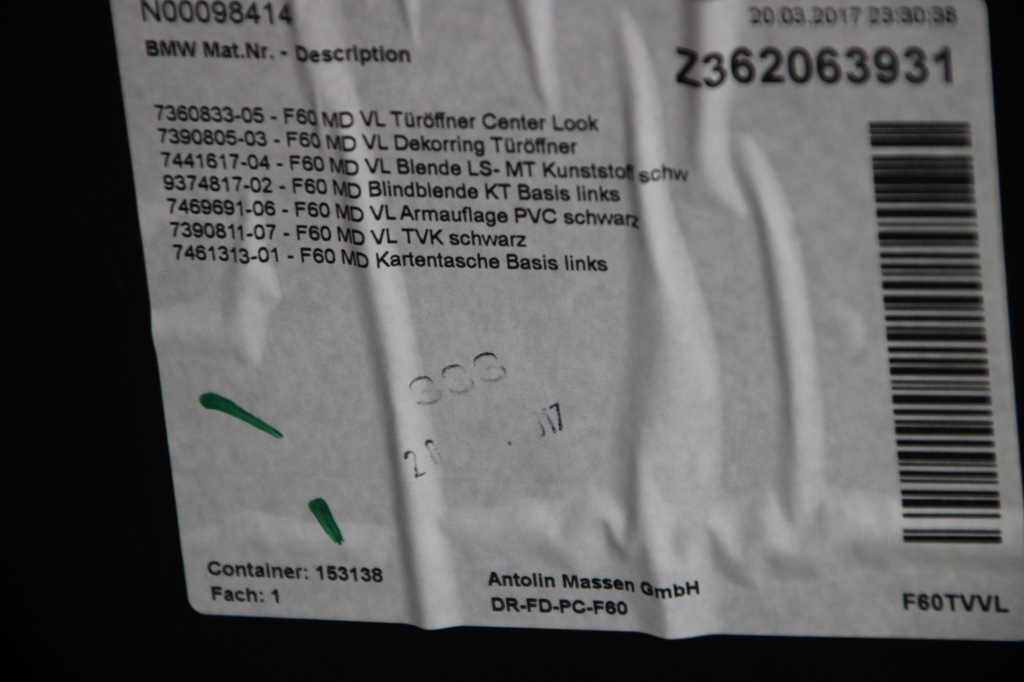 N00098414
20.03.2017 23:30:38
BMW Mat.Nr. - Description
Z362063931
7360833-05 - F60 MD VL Türöffner Center Look
7390805-03 - F60 MD VL Dekorring Türöffner
7441617-04 - F60 MD VL Blende LS- MT Kunststoff schw
9374817-02 - F60 MD Blindblende KT Basis links
7469691-06 - F60 MD VL Armauflage PVC schwarz
7390811-07 - F60 MD VL TVK schwarz
7461313-01 - F60 MD Kartentasche Basis links
333
Container: 153138
Fach: 1
Antolin Massen GmbH
DR-FD-PC-F60
F60TVVL